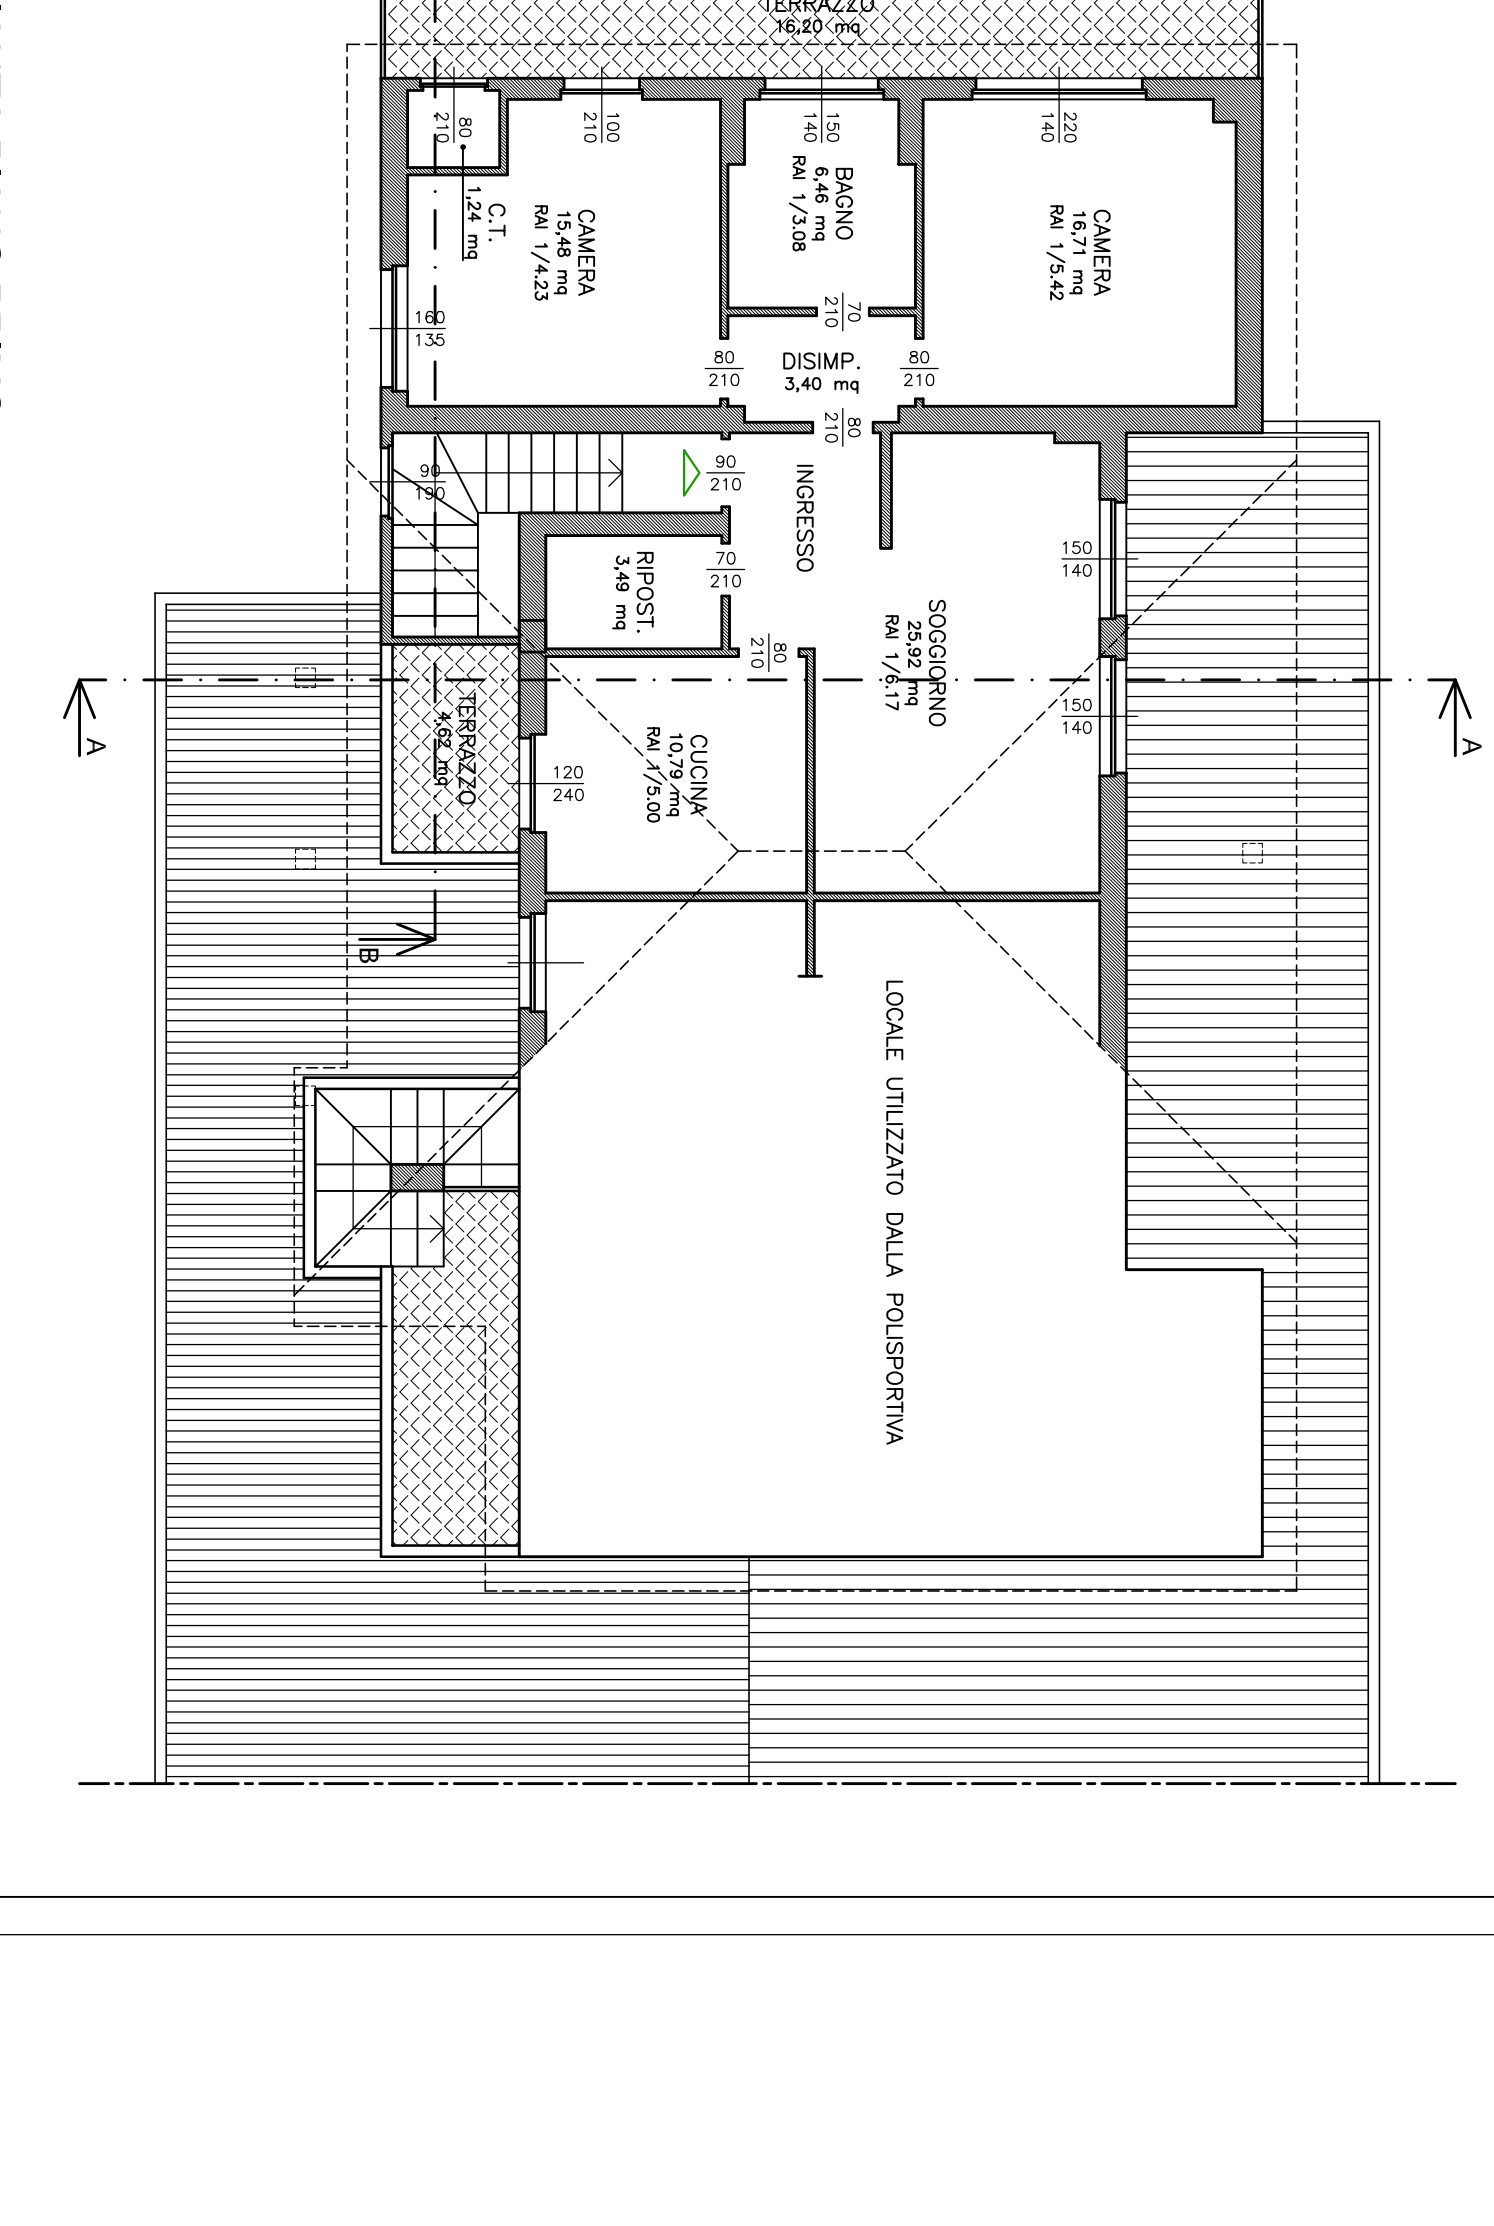 TERRAZZO
16,20 mq
80
210
100
210
150
140
220
140
C.T.
1,24 mq
CAMERA
15,48 mq
RAI 1/4.23
BAGNO
6,46 mq
RAI 1/3.08
CAMERA
16,71 mq
RAI 1/5.42
70
210
160
135
80
210
DISIMP.
3,40 mq
80
210
80
210
90
190
90
210
INGRESSO
RIPOST.
3,49 mq
70
210
150
140
SOGGIORNO
25,92 mq
RAI 1/6.17
80
210
A
A
TERRAZZO
4,62 mq
CUCINA
10,79 mq
RAI 1/5.00
120
240
150
140
B
LOCALE UTILIZZATO DALLA POLISPORTIVA